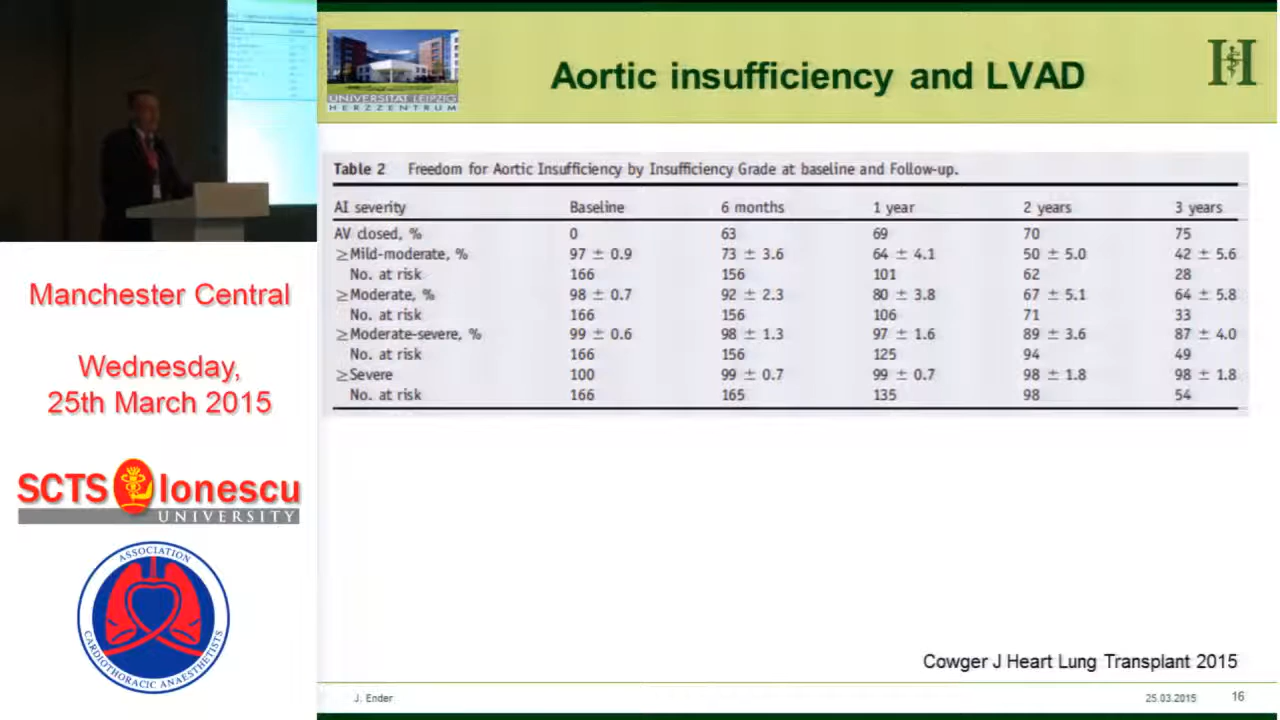 Aortic insufficiency and LVAD
UNIVERSITÄT LEIPZIG
HERZZENTRUM
H
Table 2 Freedom for Aortic Insufficiency by Insufficiency Grade at baseline and Follow-up.
AI severity Baseline 6 months 1 year 2 years 3 years
AV closed, % 0 63 69 70 75
≥Mild-moderate, % 97 ± 0.9 73 ± 3.6 64 ± 4.1 50 ± 5.0 42 ± 5.6
No. at risk 166 156 101 62 28
≥Moderate, % 98 ± 0.7 92 ± 2.3 80 ± 3.8 67 ± 5.1 64 ± 5.8
No. at risk 166 156 106 71 33
≥Moderate-severe, % 99 ± 0.6 98 ± 1.3 97 ± 1.6 89 ± 3.6 87 ± 4.0
No. at risk 166 156 125 94 49
≥Severe 100 99 ± 0.7 99 ± 0.7 98 ± 1.8 98 ± 1.8
No. at risk 166 165 135 98 54
Cowger J Heart Lung Transplant 2015
J. Ender 25.03.2015 16
Manchester Central
Wednesday,
25th March 2015
SCTS Ionescu
UNIVERSITY
ASSOCIATION
CARDIOTHORACIC ANAESTHETISTS